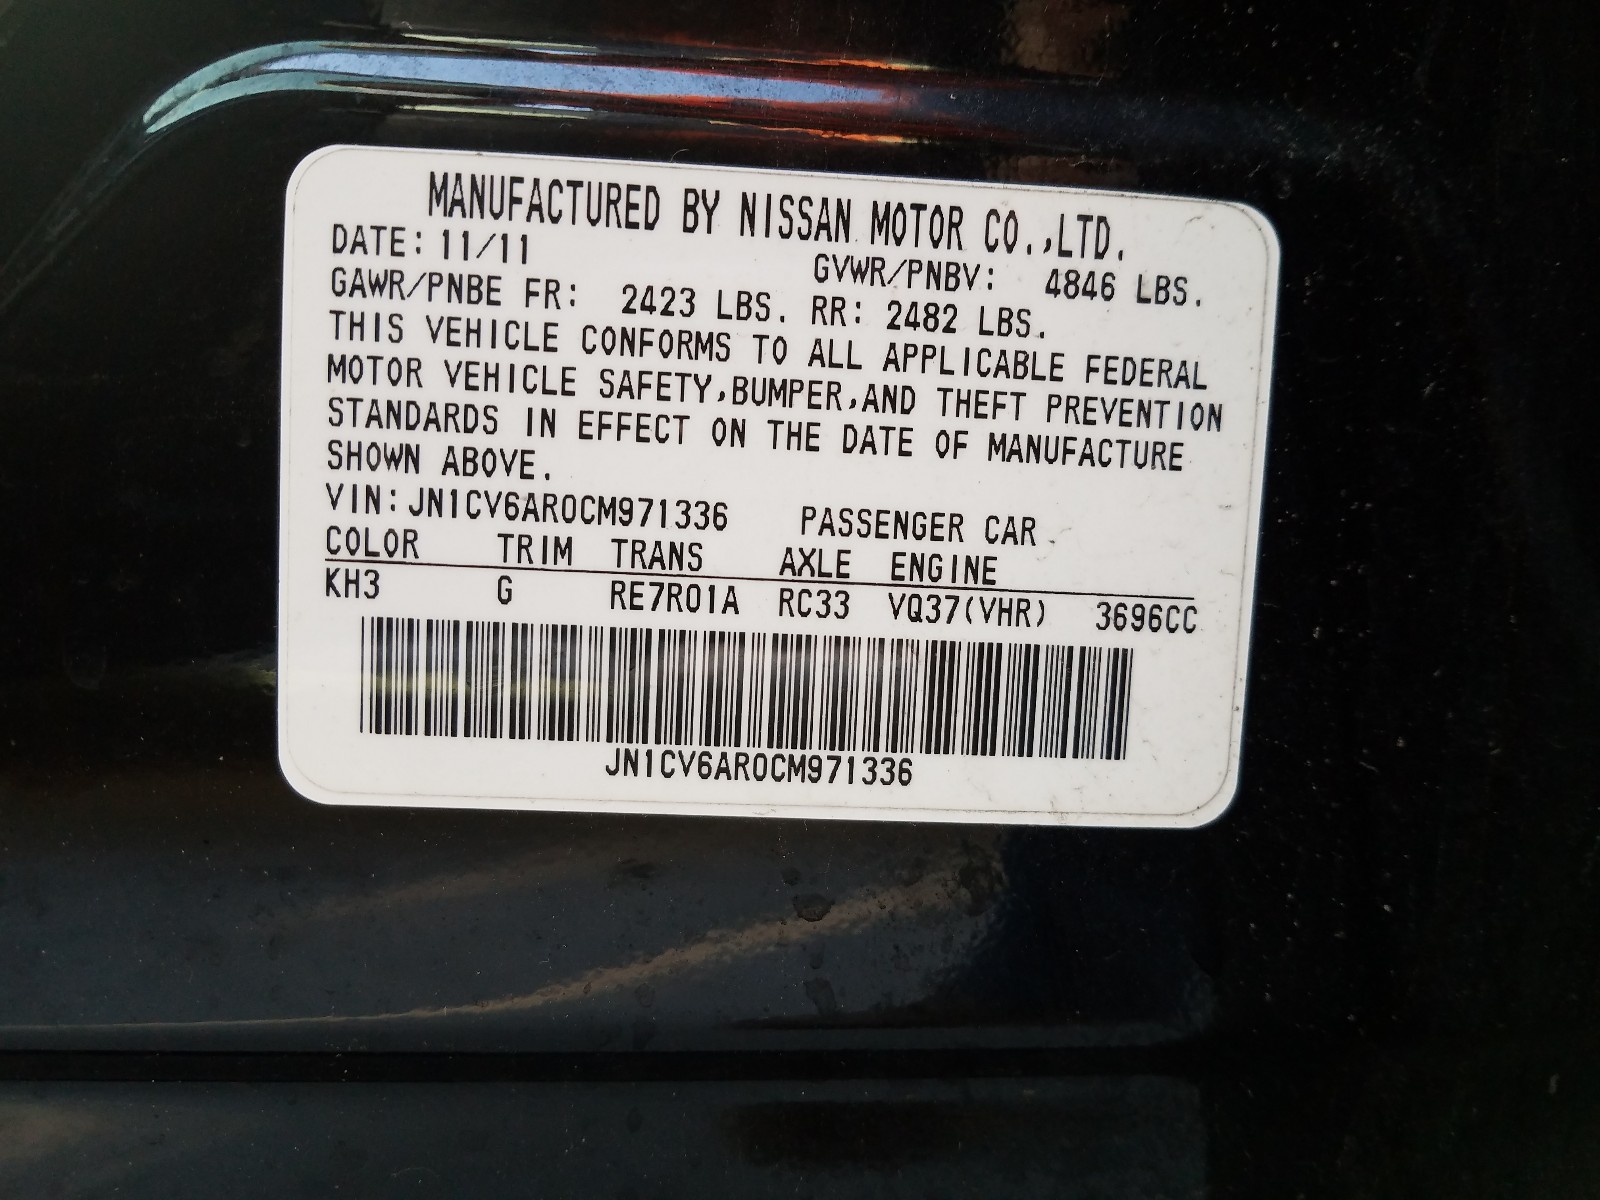 MANUFACTURED BY NISSAN MOTOR CO.,LTD.
DATE: 11/11 GVWR/PNBV: 4846 LBS.
GAWR/PNBE FR: 2423 LBS. RR: 2482 LBS.
THIS VEHICLE CONFORMS TO ALL APPLICABLE FEDERAL
MOTOR VEHICLE SAFETY,BUMPER,AND THEFT PREVENTION
STANDARDS IN EFFECT ON THE DATE OF MANUFACTURE
SHOWN ABOVE.
VIN:JN1CV6AR0CM971336 PASSENGER CAR
COLOR TRIM TRANS AXLE ENGINE
KH3 G RE7R01A RC33 VQ37(VHR) 3696CC
JN1CV6AR0CM971336